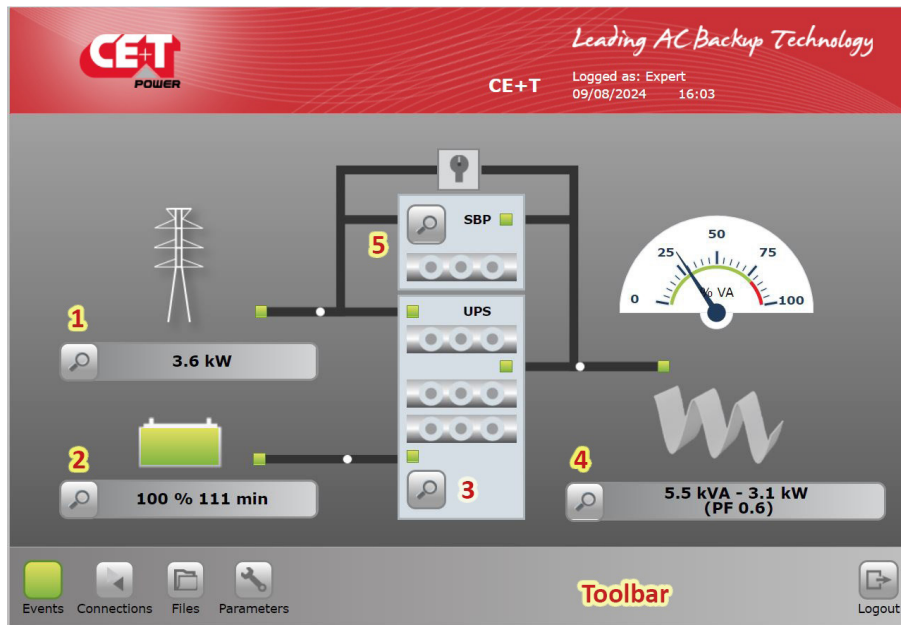 CE+T
POWER
Leading AC Backup Technology
CE+T
Logged as: Expert
09/08/2024 16:03
SBP
5
UPS
0
25
50
75
100
% VA
1
3.6 kW
2
100 % 111 min
3
4
5.5 kVA - 3.1 kW
(PF 0.6)
Events
Connections
Files
Parameters
Toolbar
Logout